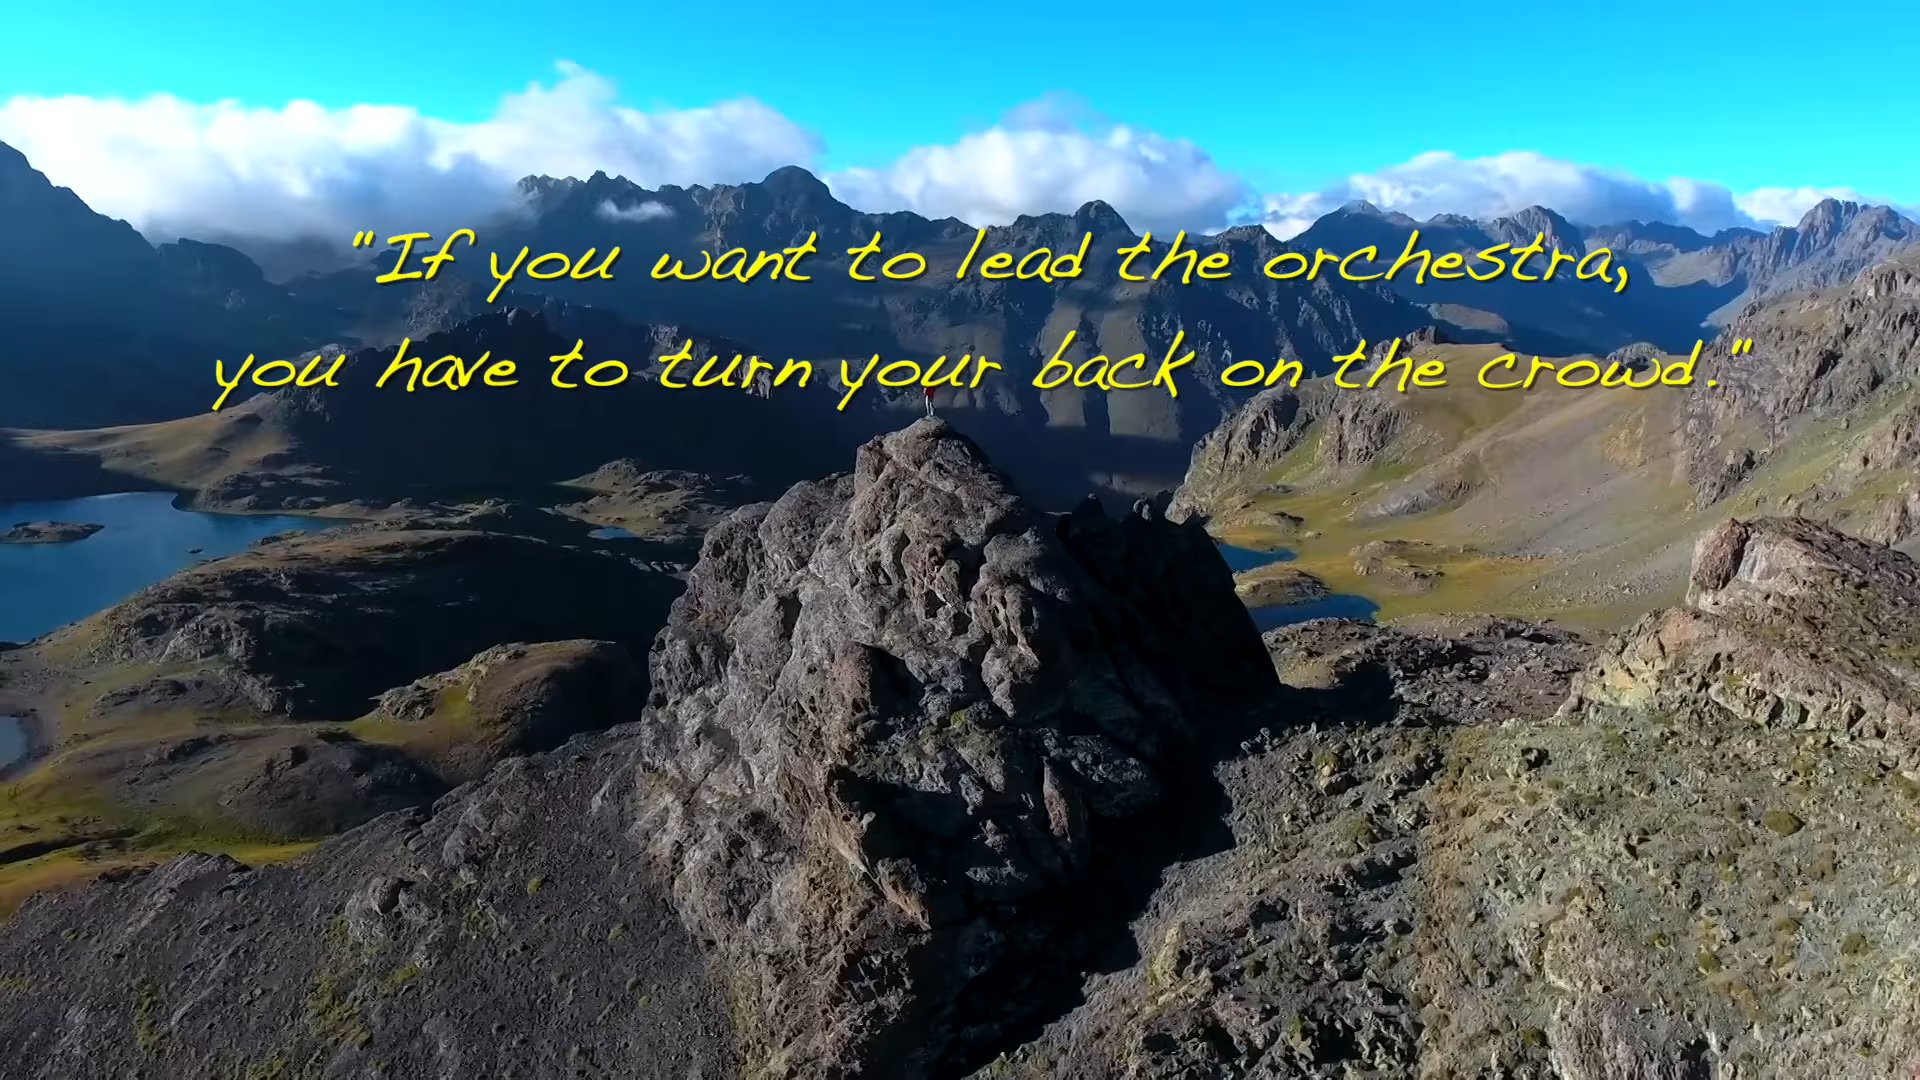 "If you want to lead the orchestra,
you have to turn your back on the crowd."